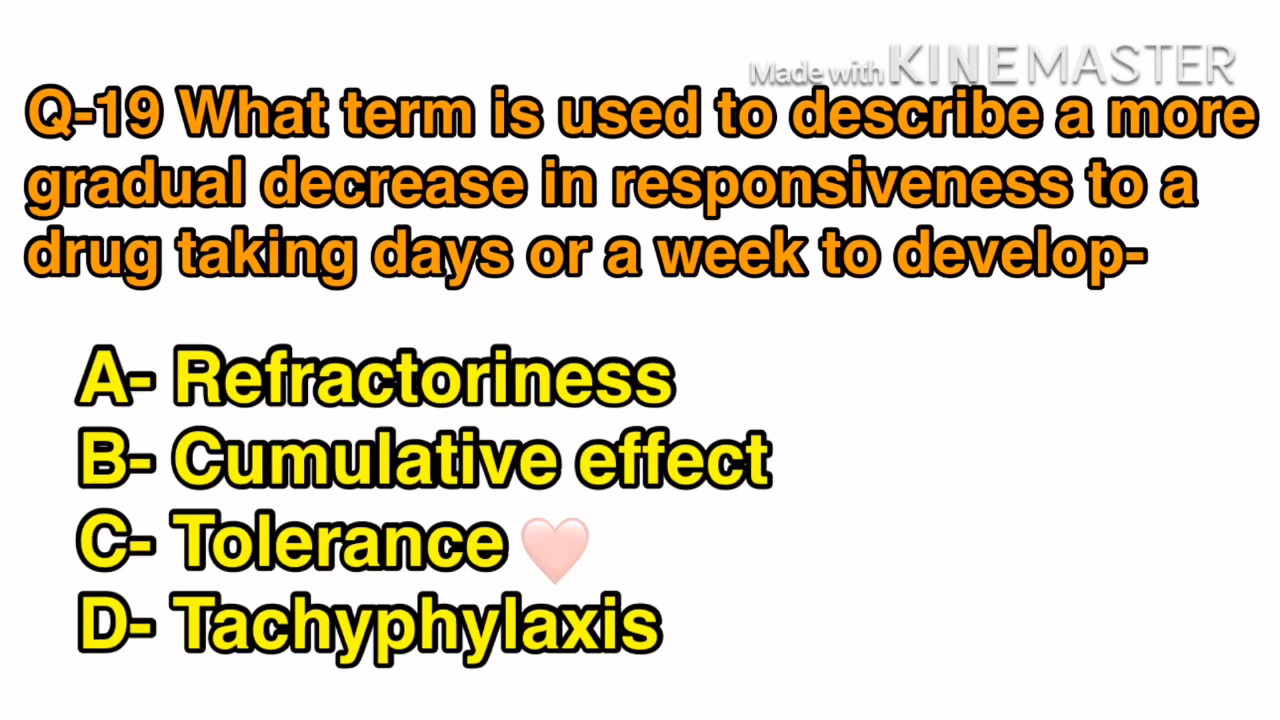 Made with KINEMASTER
Q-19 What term is used to describe a more
gradual decrease in responsiveness to a
drug taking days or a week to develop-
A- Refractoriness
B- Cumulative effect
C- Tolerance
D- Tachyphylaxis